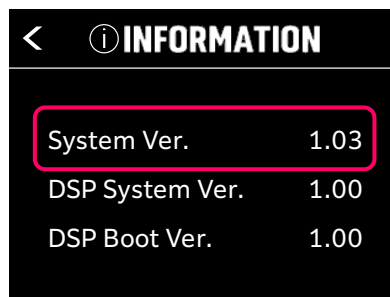 INFORMATION
System Ver. 1.03
DSP System Ver. 1.00
DSP Boot Ver. 1.00